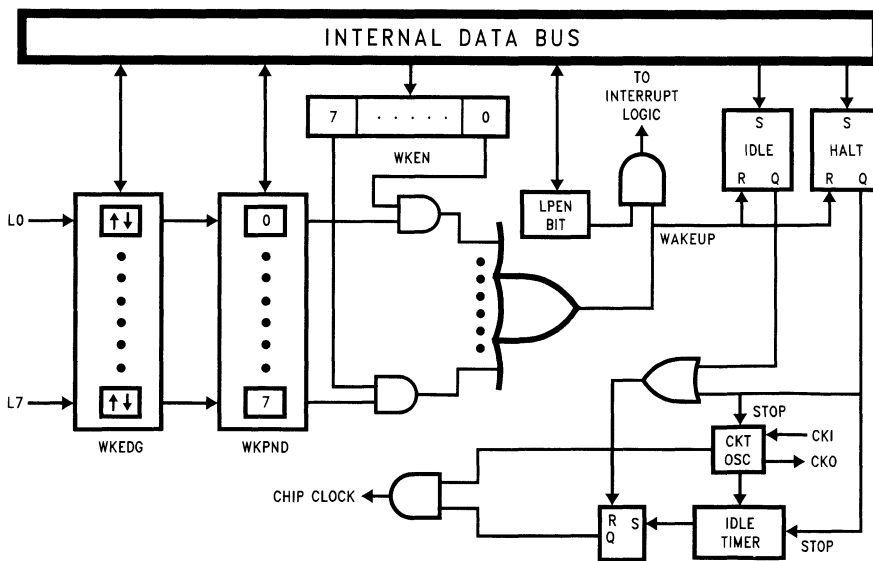 INTERNAL DATA BUS
TO
INTERRUPT
LOGIC
7 ..... 0
WKEN
S
IDLE
R Q
S
HALT
R Q
L0
↑↓
0
LPEN
BIT
WAKEUP
L7
↑↓
7
WKEDG
WKPND
STOP
CKT
OSC
CKI
CKO
CHIP CLOCK
R S
Q
IDLE
TIMER
STOP